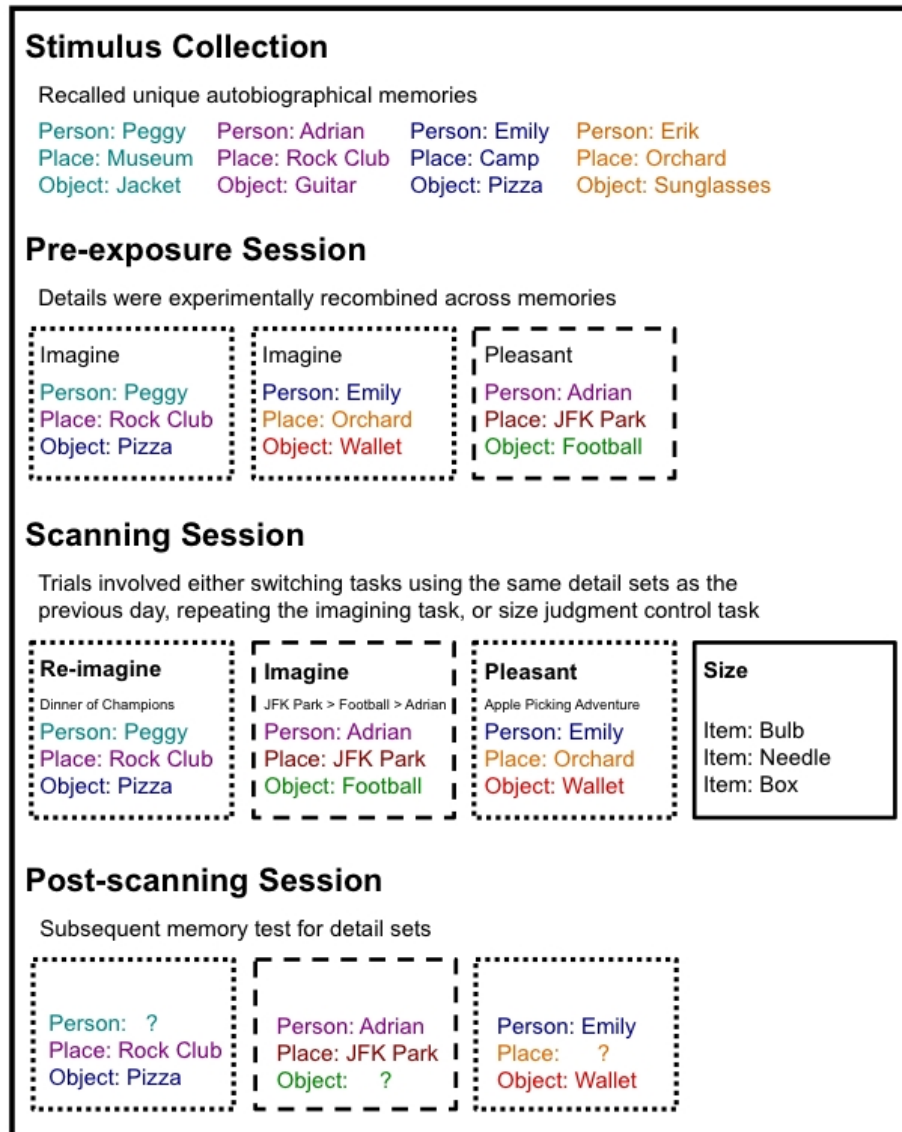 Stimulus Collection
Recalled unique autobiographical memories
Person: Peggy Person: Adrian Person: Emily Person: Erik
Place: Museum Place: Rock Club Place: Camp Place: Orchard
Object: Jacket Object: Guitar Object: Pizza Object: Sunglasses
Pre-exposure Session
Details were experimentally recombined across memories
Imagine Imagine Pleasant
Person: Peggy Person: Emily Person: Adrian
Place: Rock Club Place: Orchard Place: JFK Park
Object: Pizza Object: Wallet Object: Football
Scanning Session
Trials involved either switching tasks using the same detail sets as the
previous day, repeating the imagining task, or size judgment control task
Re-imagine Imagine Pleasant Size
Dinner of Champions JFK Park > Football > Adrian Apple Picking Adventure
Person: Peggy Person: Adrian Person: Emily Item: Bulb
Place: Rock Club Place: JFK Park Place: Orchard Item: Needle
Object: Pizza Object: Football Object: Wallet Item: Box
Post-scanning Session
Subsequent memory test for detail sets
Person: ? Person: Adrian Person: Emily
Place: Rock Club Place: JFK Park Place: ?
Object: Pizza Object: ? Object: Wallet